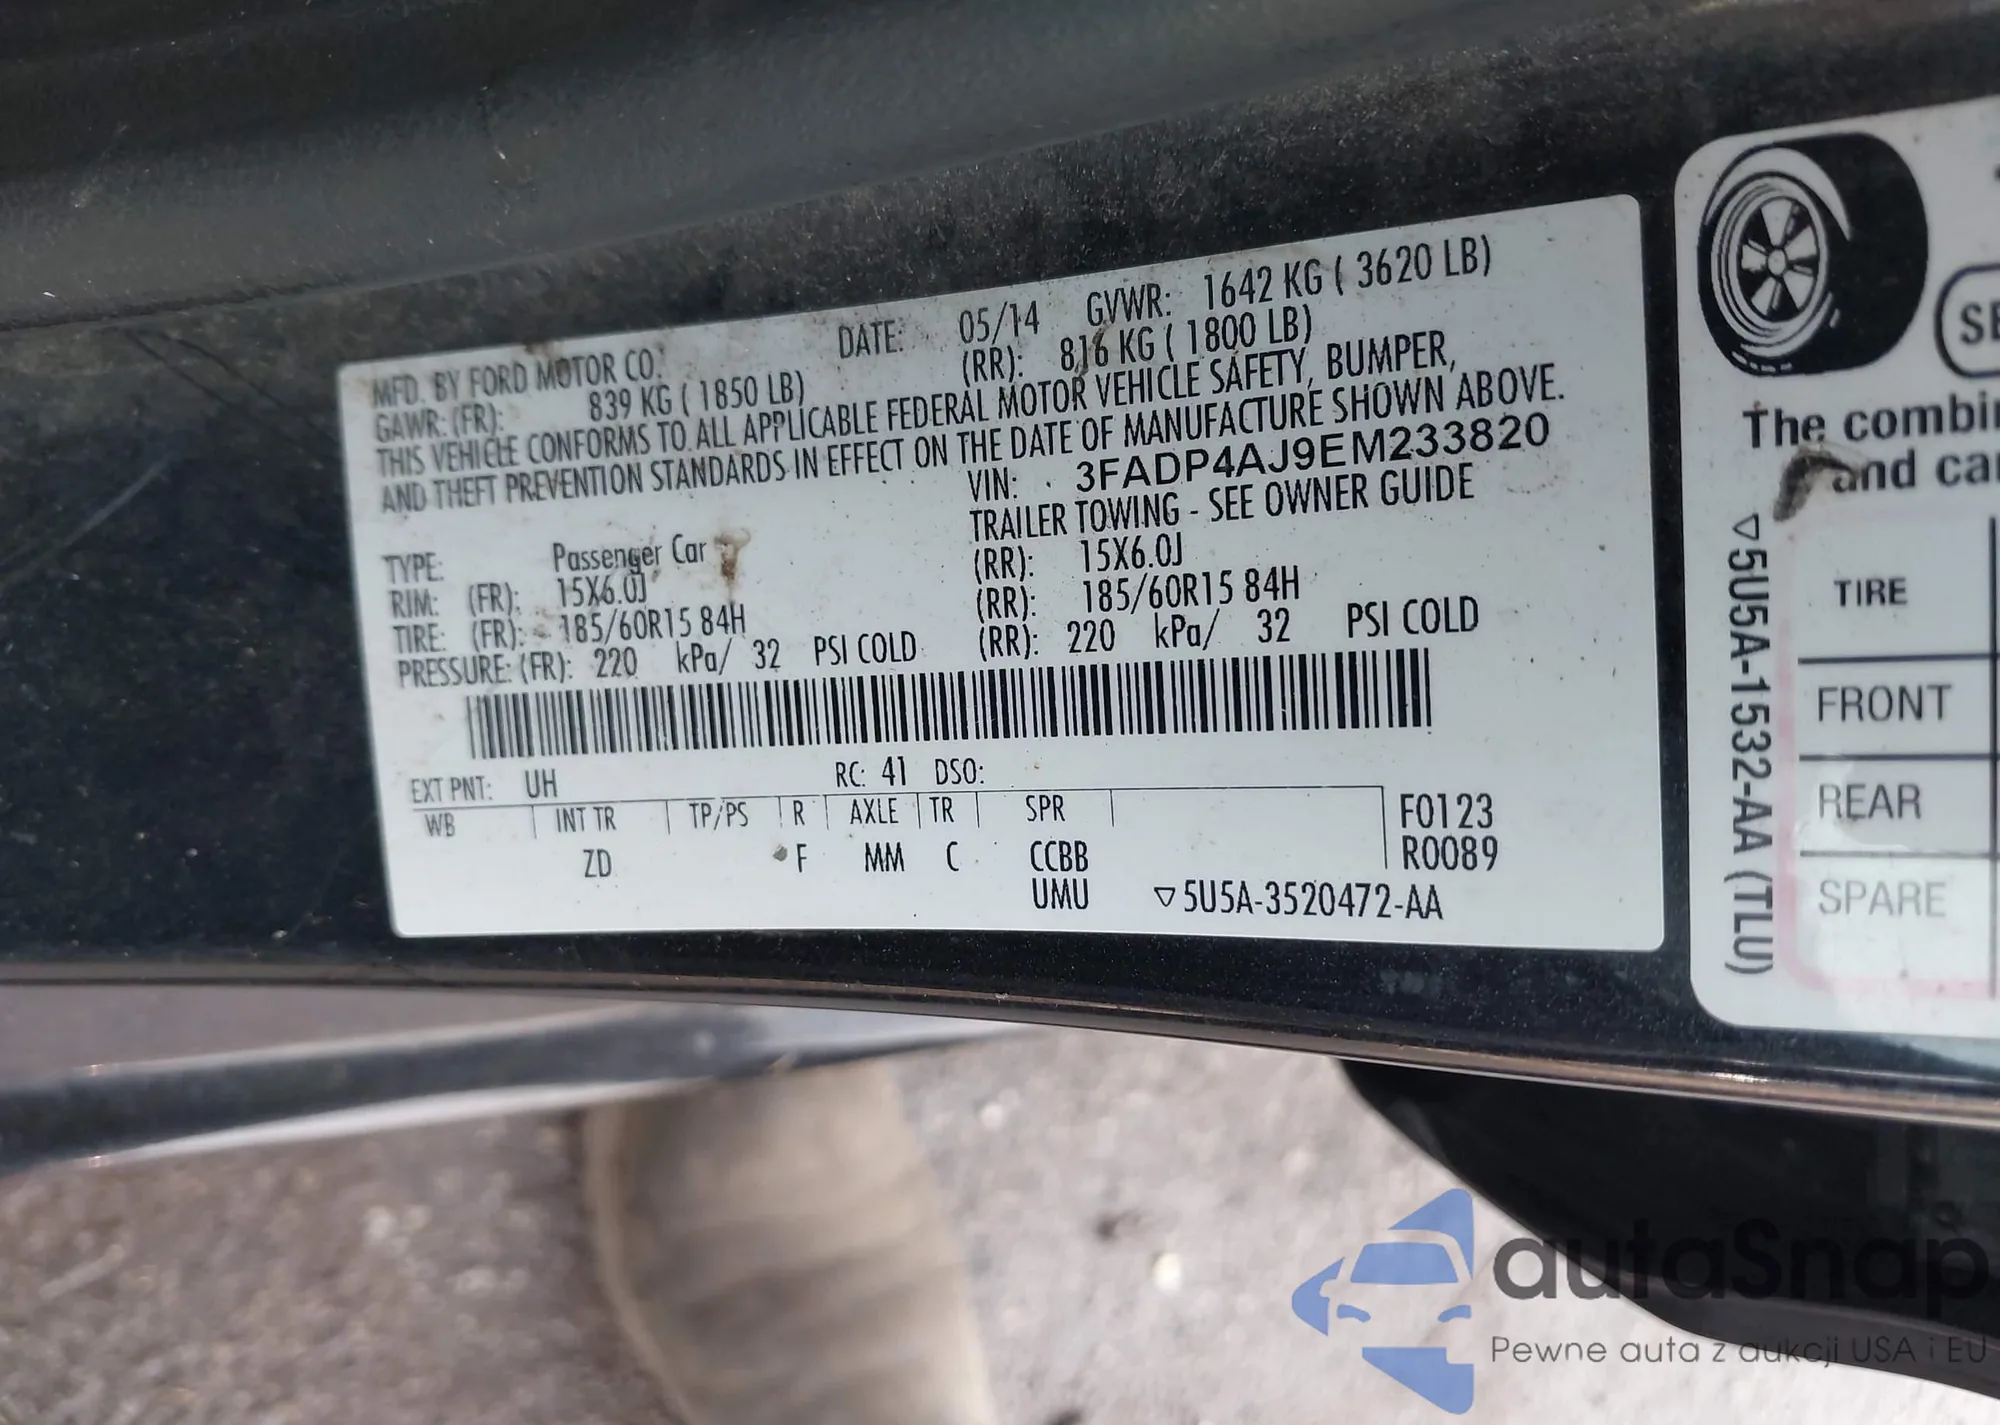 MFD. BY FORD MOTOR CO.
DATE: 05/14 GVWR: 1642 KG ( 3620 LB)
GAWR: (FR): 839 KG ( 1850 LB) (RR): 816 KG ( 1800 LB)
THIS VEHICLE CONFORMS TO ALL APPLICABLE FEDERAL MOTOR VEHICLE SAFETY, BUMPER,
AND THEFT PREVENTION STANDARDS IN EFFECT ON THE DATE OF MANUFACTURE SHOWN ABOVE.
VIN: 3FADP4AJ9EM233820
TRAILER TOWING - SEE OWNER GUIDE
TYPE: Passenger Car
RIM: (FR): 15X6.0J (RR): 15X6.0J
TIRE: (FR): 185/60R15 84H (RR): 185/60R15 84H
PRESSURE: (FR): 220 kPa/ 32 PSI COLD (RR): 220 kPa/ 32 PSI COLD
EXT PNT: UH RC: 41 DSO:
WB INT TR TP/PS R AXLE TR SPR F0123
ZD F MM C CCBB R0089
UMU ▽5U5A-3520472-AA
The combi
and ca
▽5U5A-1532-AA (TLU)
TIRE
FRONT
REAR
SPARE
autaSnap
Pewne auta z aukcji USA i EU